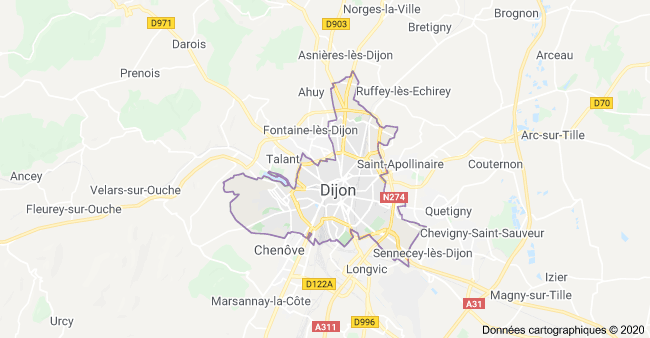 Norges-la-Ville
Brognon
D971
D903
Bretigny
Darois
Asnières-lès-Dijon
Arceau
Prenois
Ahuy
Ruffey-lès-Echirey
D70
Fontaine-lès-Dijon
Arc-sur-Tille
Talant
Saint-Apollinaire
Couternon
Ancey
Velars-sur-Ouche
Dijon
N274
Fleurey-sur-Ouche
Quetigny
Chevigny-Saint-Sauveur
Chenôve
Sennecey-lès-Dijon
Longvic
Izier
D122A
Magny-sur-Tille
Marsannay-la-Côte
A31
Urcy
A311
D996
Données cartographiques © 2020